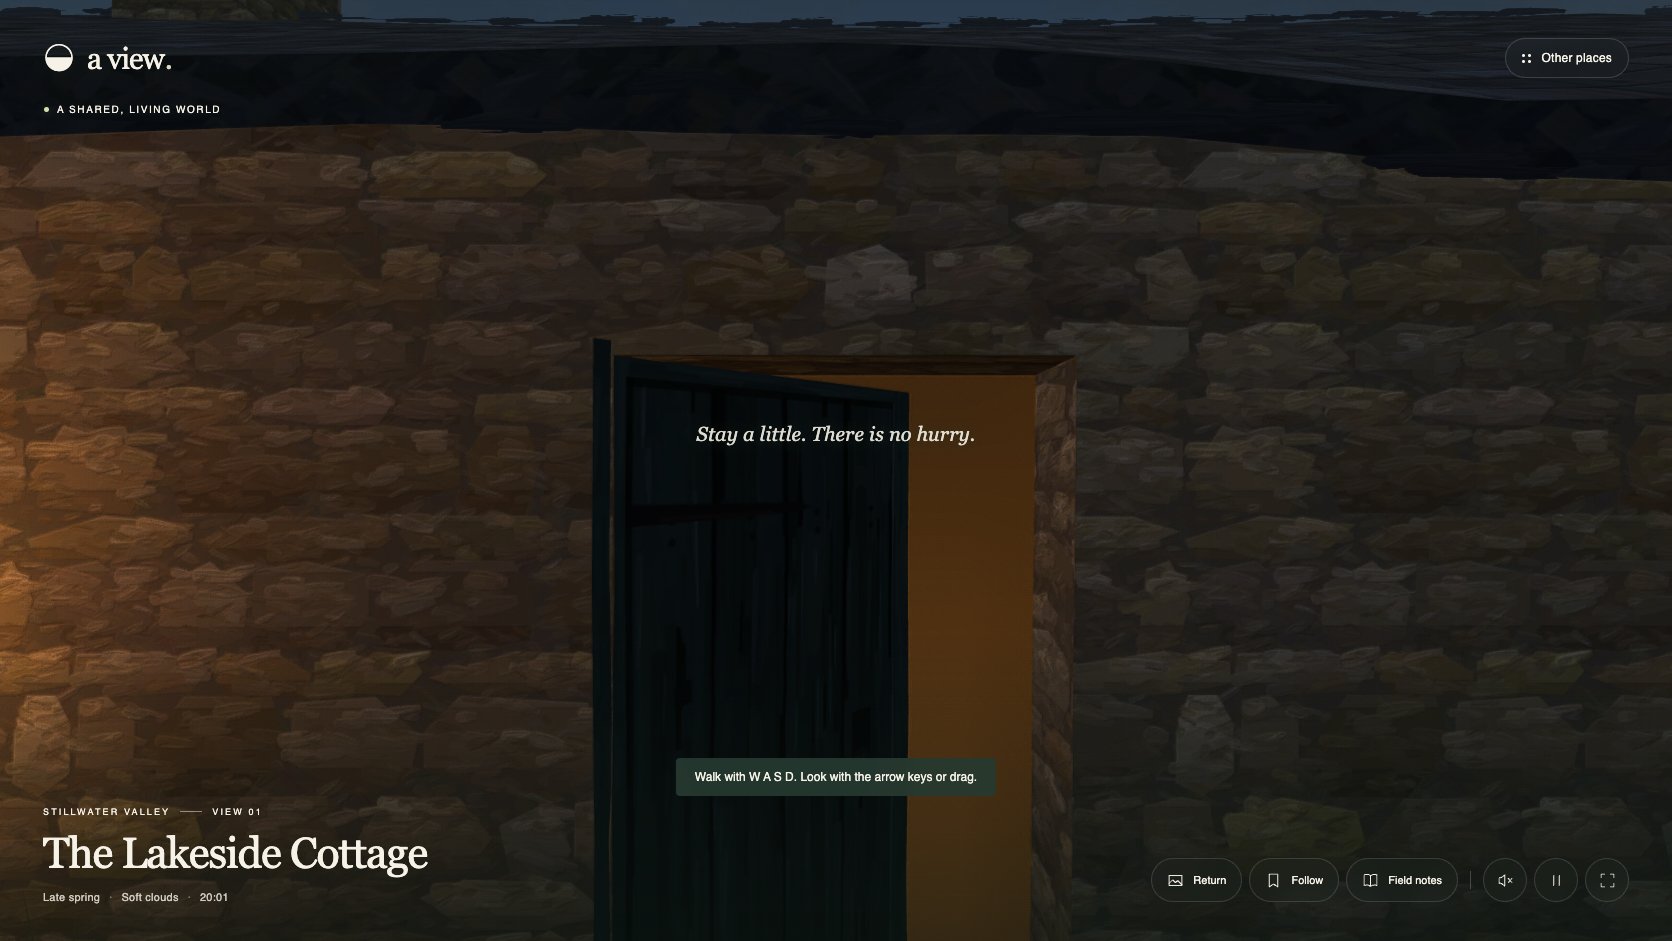 a view.
Other places
A SHARED, LIVING WORLD
Stay a little. There is no hurry.
Walk with W A S D. Look with the arrow keys or drag.
STILLWATER VALLEY — VIEW 01
The Lakeside Cottage
Late spring · Soft clouds · 20:01
Return Follow Field notes